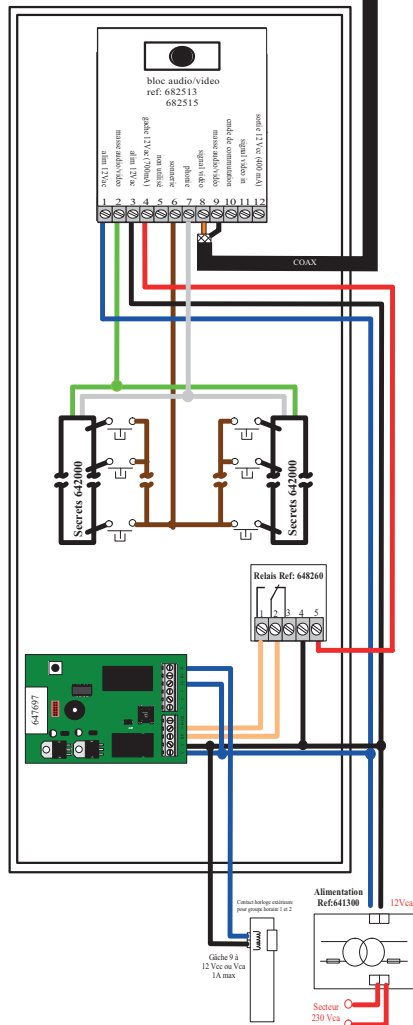 bloc audio/video
ref: 682513
682515
alim 12Vac
masse audio/video
alim 12Vac
gache 12Vac (700mA)
non utilisé
sonnerie
phonie
signal vidéo
masse audio/vidéo
cmde de commutation
signal vidéo in
sortie 12 Vcc (400 mA)
1 2 3 4 5 6 7 8 9 10 11 12
COAX
Secrets 642000
Secrets 642000
Relais Ref: 648260
1 2 3 4 5
647697
Contact horloge extérieure
pour groupe horaire 1 et 2
Gâche 9 à
12 Vcc ou Vca
1A max
Alimentation
Ref:641300
12Vca
Secteur
230 Vca